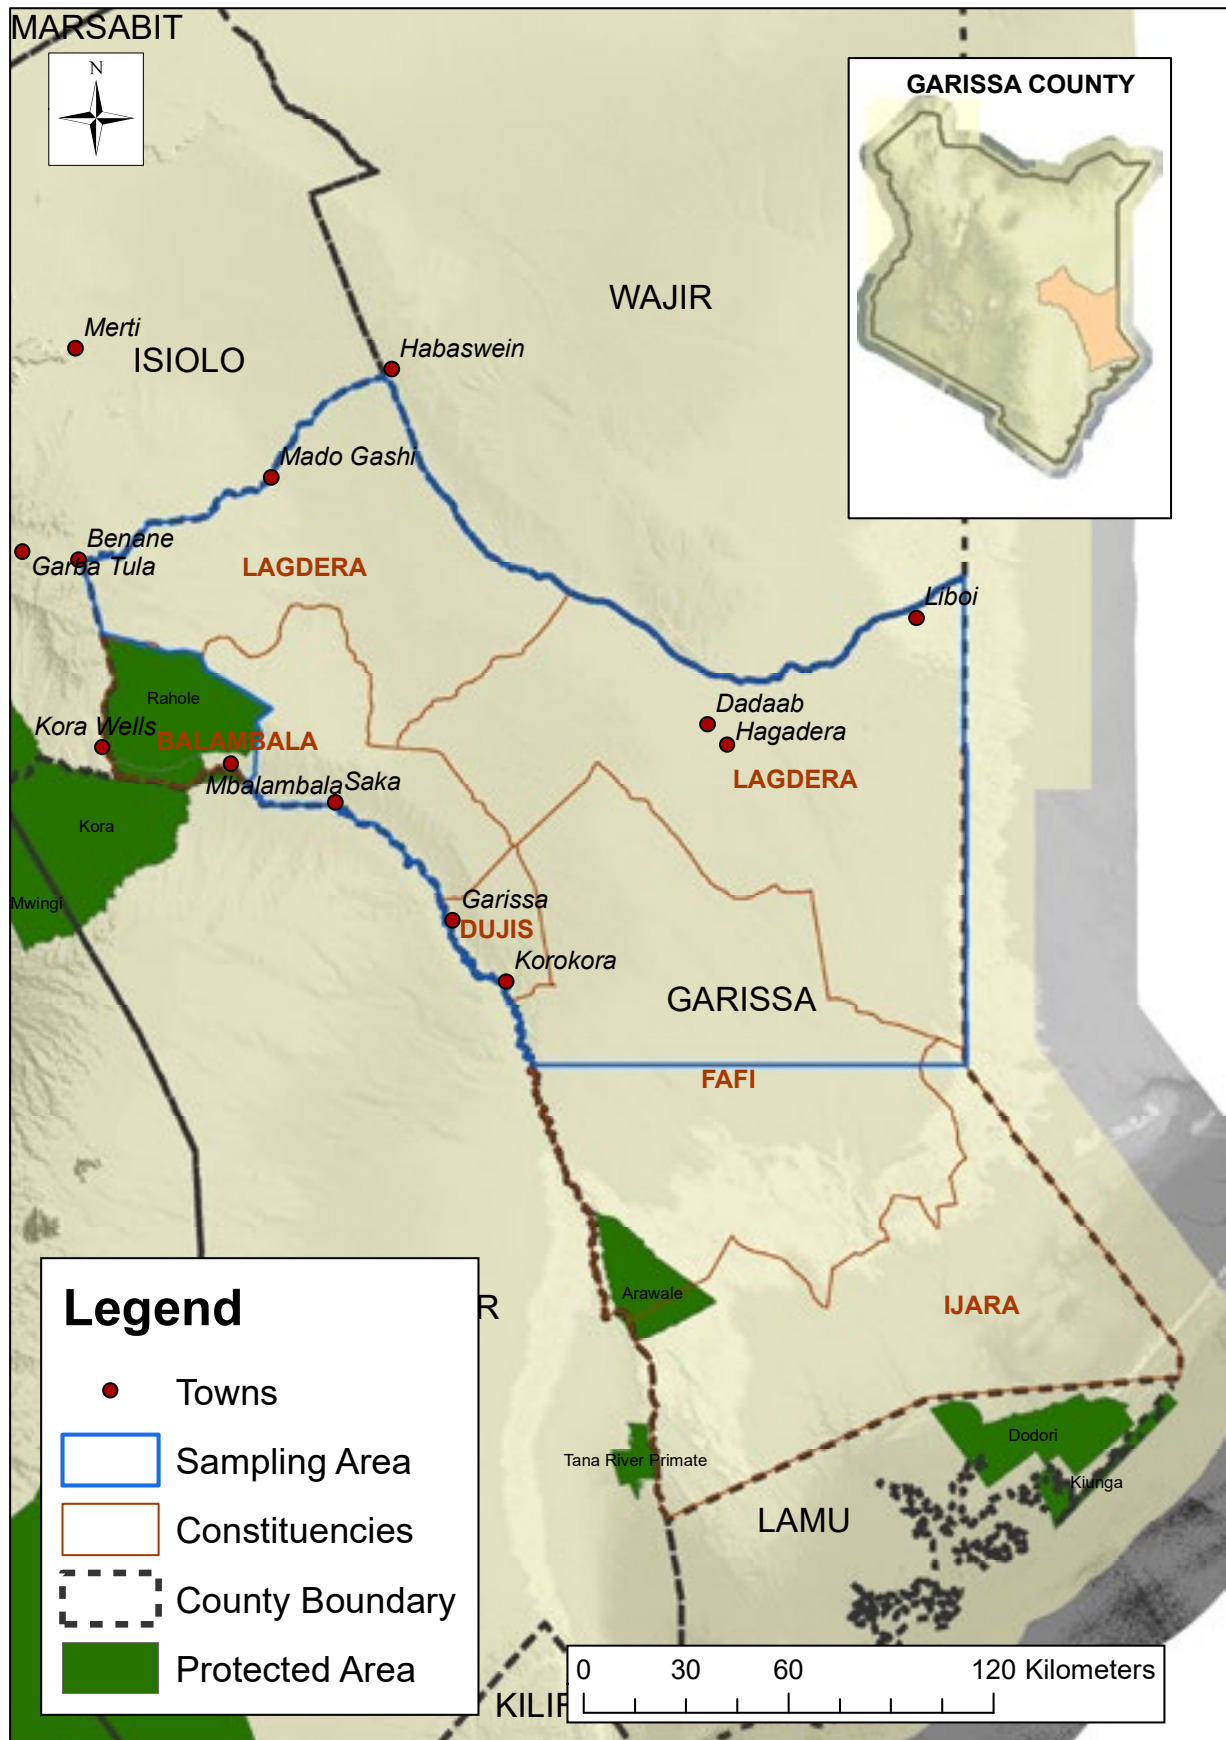 MARSABIT
N
GARISSA COUNTY
WAJIR
Merti
ISIOLO
Habaswein
Mado Gashi
Benane
Garba Tula
LAGDERA
Liboi
Rahole
Kora Wells
BALAMBALA
Dadaab
Hagadera
LAGDERA
Mbalambala
Saka
Kora
Mwingi
Garissa
DUJIS
Korokora
GARISSA
FAFI
Arawale
IJARA
R
Legend
Towns
Sampling Area
Constituencies
County Boundary
Protected Area
Dodori
Tana River Primate
Kiunga
LAMU
0 30 60 120 Kilometers
KILIF